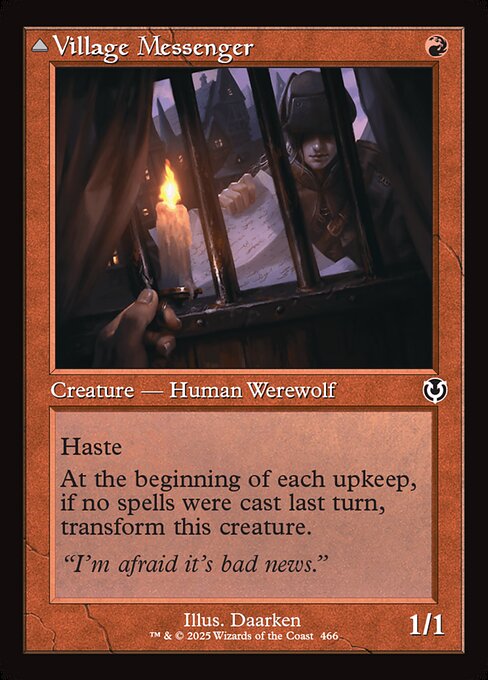 Village Messenger
Creature — Human Werewolf
Haste
At the beginning of each upkeep,
if no spells were cast last turn,
transform this creature.
“I’m afraid it’s bad news.”
Illus. Daarken
™ & © 2025 Wizards of the Coast 466
1/1